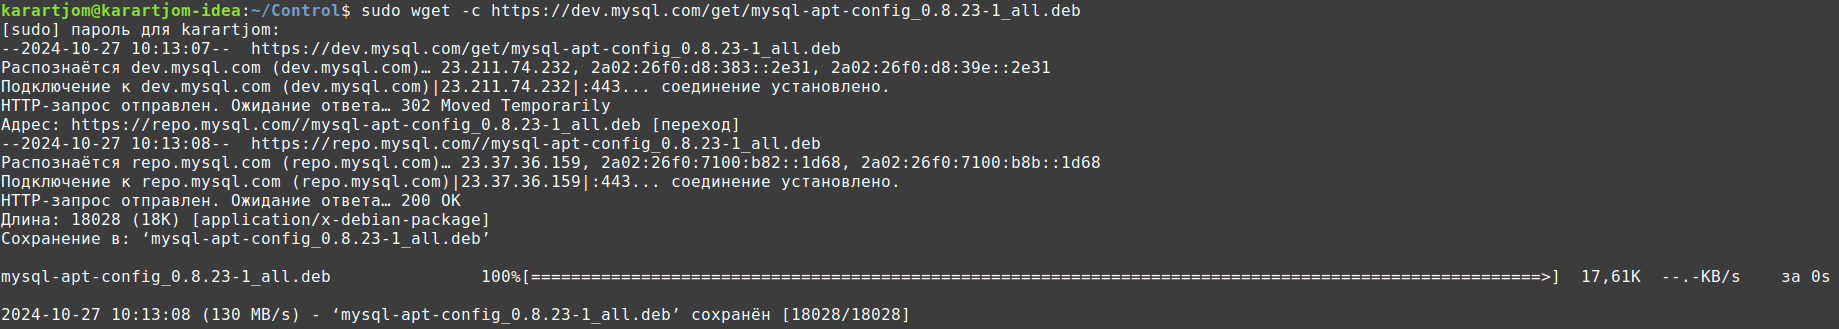 karartjom@karartjom-idea:~/Control$ sudo wget -c https://dev.mysql.com/get/mysql-apt-config_0.8.23-1_all.deb
[sudo] пароль для karartjom:
--2024-10-27 10:13:07--  https://dev.mysql.com/get/mysql-apt-config_0.8.23-1_all.deb
Распознаётся dev.mysql.com (dev.mysql.com)… 23.211.74.232, 2a02:26f0:d8:383::2e31, 2a02:26f0:d8:39e::2e31
Подключение к dev.mysql.com (dev.mysql.com)|23.211.74.232|:443... соединение установлено.
HTTP-запрос отправлен. Ожидание ответа… 302 Moved Temporarily
Адрес: https://repo.mysql.com//mysql-apt-config_0.8.23-1_all.deb [переход]
--2024-10-27 10:13:08--  https://repo.mysql.com//mysql-apt-config_0.8.23-1_all.deb
Распознаётся repo.mysql.com (repo.mysql.com)… 23.37.36.159, 2a02:26f0:7100:b82::1d68, 2a02:26f0:7100:b8b::1d68
Подключение к repo.mysql.com (repo.mysql.com)|23.37.36.159|:443... соединение установлено.
HTTP-запрос отправлен. Ожидание ответа… 200 OK
Длина: 18028 (18K) [application/x-debian-package]
Сохранение в: ‘mysql-apt-config_0.8.23-1_all.deb’
mysql-apt-config_0.8.23-1_all.deb               100%[=====================================================================================================>]  17,61K  --.-KB/s    за 0s
2024-10-27 10:13:08 (130 MB/s) - ‘mysql-apt-config_0.8.23-1_all.deb’ сохранён [18028/18028]